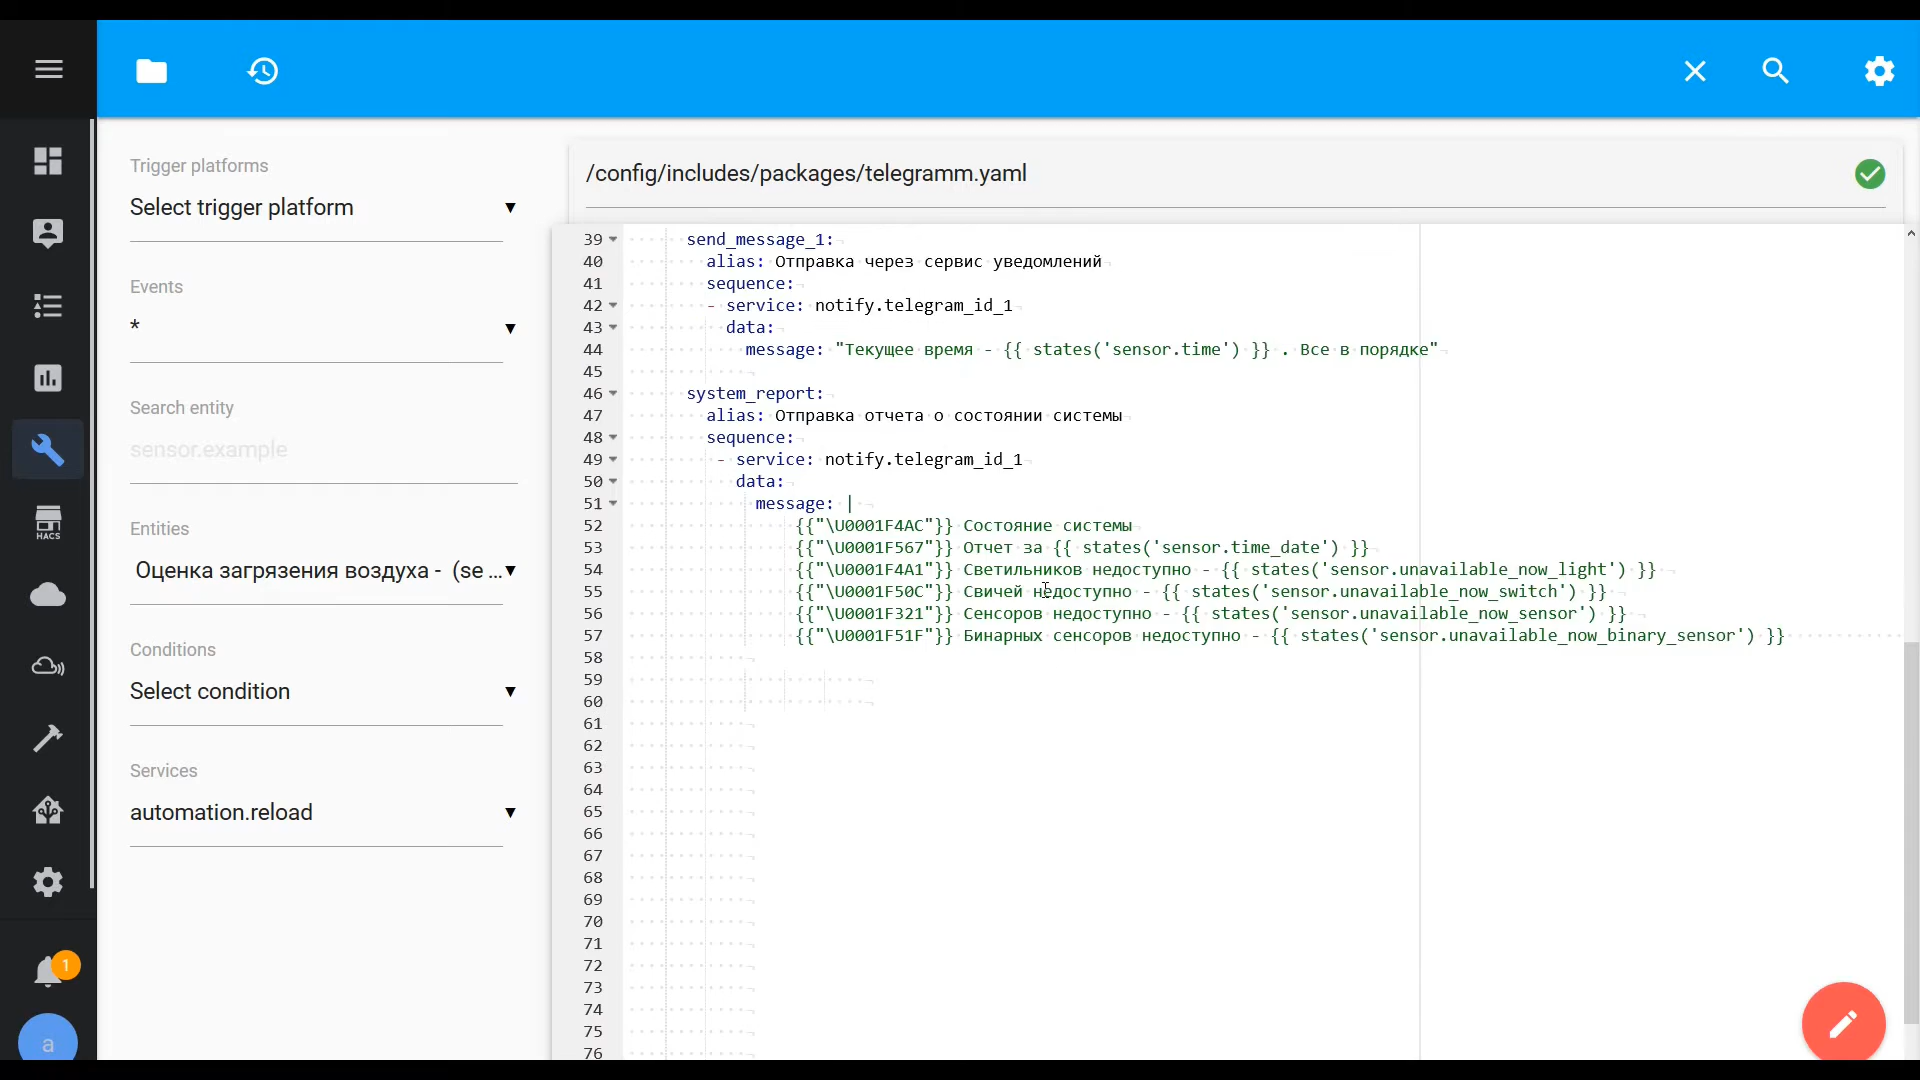 /config/includes/packages/telegramm.yaml
Trigger platforms
Select trigger platform
Events
*
Search entity
sensor.example
Entities
Оценка загрязения воздуха - (se ...
Conditions
Select condition
Services
automation.reload
HACS
1
a
39 send_message_1:
40 alias: Отправка через сервис уведомлений
41 sequence:
42 - service: notify.telegram_id_1
43 data:
44 message: "Текущее время - {{ states('sensor.time') }} . Все в порядке"
45
46 system_report:
47 alias: Отправка отчета о состоянии системы
48 sequence:
49 - service: notify.telegram_id_1
50 data:
51 message: |
52 {{"\U0001F4AC"}} Состояние системы
53 {{"\U0001F567"}} Отчет за {{ states('sensor.time_date') }}
54 {{"\U0001F4A1"}} Светильников недоступно - {{ states('sensor.unavailable_now_light') }}
55 {{"\U0001F50C"}} Свичей недоступно - {{ states('sensor.unavailable_now_switch') }}
56 {{"\U0001F321"}} Сенсоров недоступно - {{ states('sensor.unavailable_now_sensor') }}
57 {{"\U0001F51F"}} Бинарных сенсоров недоступно - {{ states('sensor.unavailable_now_binary_sensor') }}
58
59
60
61
62
63
64
65
66
67
68
69
70
71
72
73
74
75
76